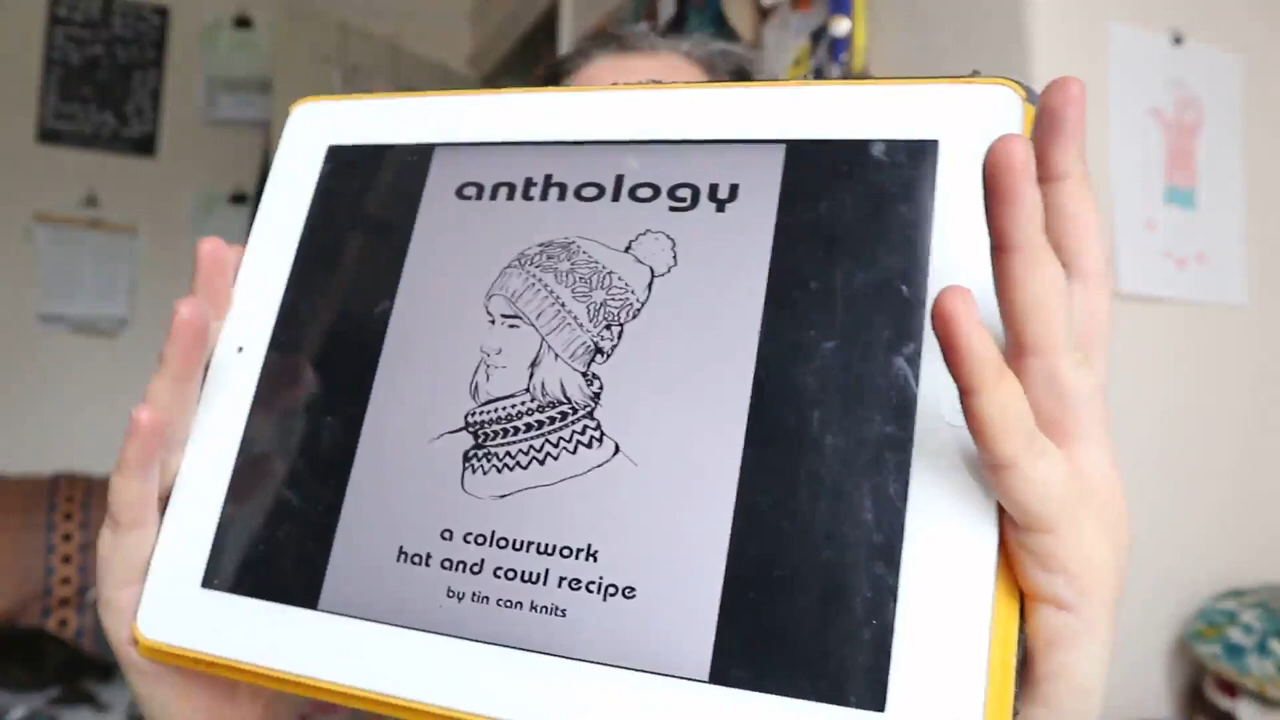 anthology
a colourwork
hat and cowl recipe
by tin can knits